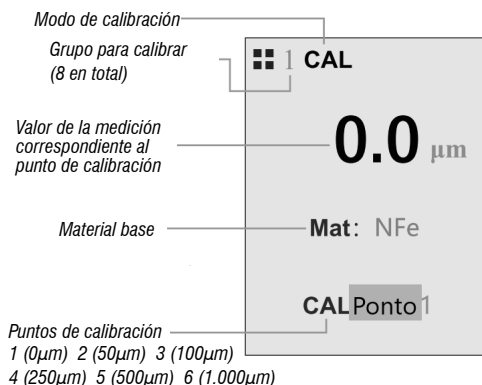 Modo de calibración
Grupo para calibrar
(8 en total)
1 CAL
Valor de la medición
correspondiente al
punto de calibración
0.0 μm
Material base
Mat: NFe
CAL Ponto 1
Puntos de calibración
1 (0μm) 2 (50μm) 3 (100μm)
4 (250μm) 5 (500μm) 6 (1.000μm)